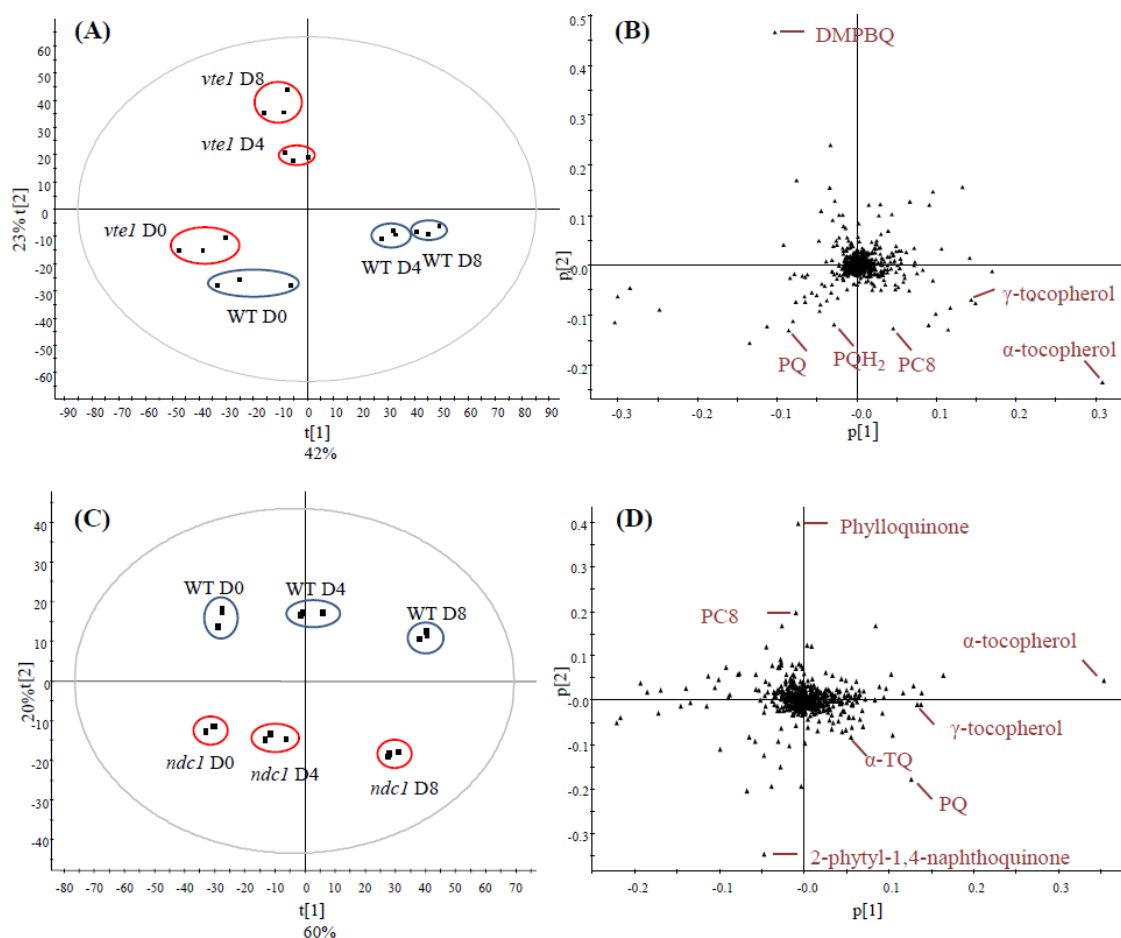 (A)
60
50
40
30
20
10
0
-10
-20
-30
-40
-50
-60
23% t[2]
vte1 D8
vte1 D4
vte1 D0
WT D0
WT D4
WT D8
-90 -80 -70 -60 -50 -40 -30 -20 -10 0 10 20 30 40 50 60 70 80 90
t[1]
42%
(B)
0.5
0.4
0.3
0.2
0.1
-0.0
-0.1
-0.2
p[2]
DMPBQ
γ-tocopherol
α-tocopherol
PQ
PQH2
PC8
-0.3 -0.2 -0.1 -0.0 0.1 0.2 0.3
p[1]
(C)
40
30
20
10
0
-10
-20
-30
-40
20%t[2]
WT D0
WT D4
WT D8
ndc1 D0
ndc1 D4
ndc1 D8
-80 -70 -60 -50 -40 -30 -20 -10 0 10 20 30 40 50 60 70
t[1]
60%
(D)
0.4
0.3
0.2
0.1
-0.0
-0.1
-0.2
-0.3
p[2]
Phylloquinone
PC8
α-tocopherol
γ-tocopherol
α-TQ
PQ
2-phytyl-1,4-naphthoquinone
-0.2 -0.1 -0.0 0.1 0.2 0.3
p[1]